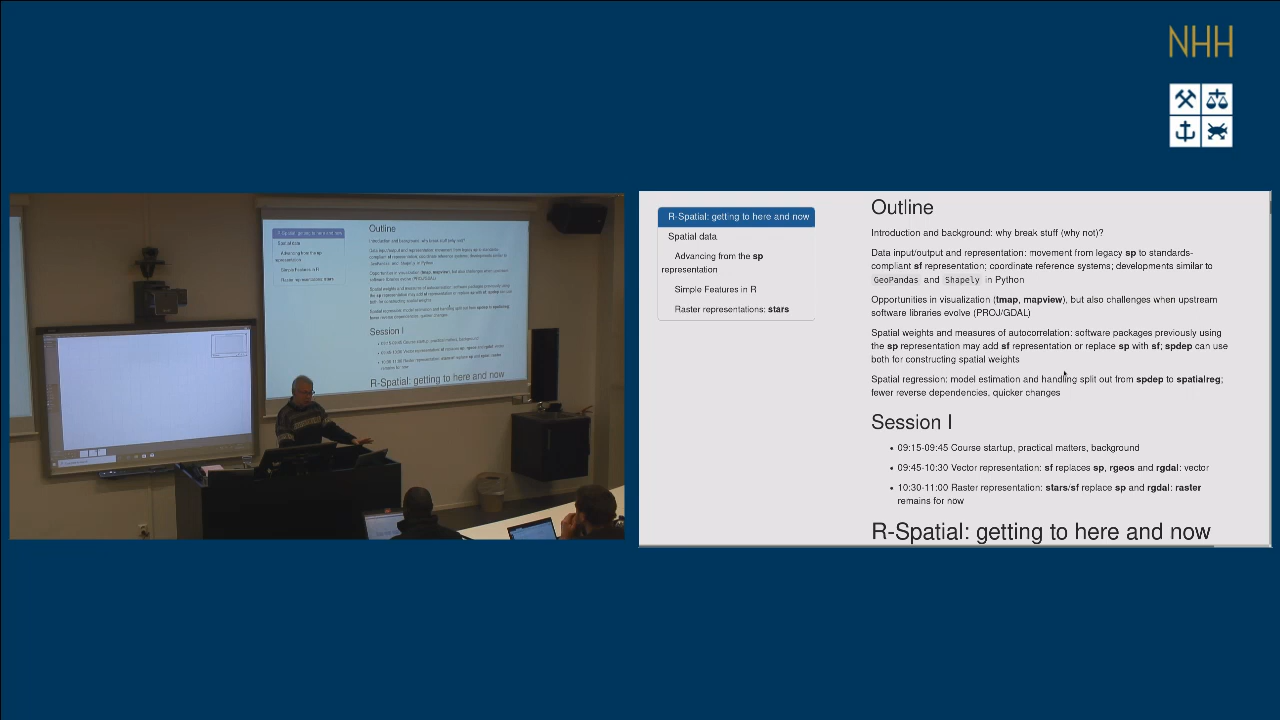 NHH
R-Spatial: getting to here and now
Spatial data
Advancing from the sp
representation
Simple Features in R
Raster representations: stars
Outline
Introduction and background: why break stuff (why not)?
Data input/output and representation: movement from legacy sp to standards-
compliant sf representation, coordinate reference systems; developments similar to
GeoPandas and Shapely in Python
Opportunities in visualization (tmap, mapview), but also challenges when upstream
software libraries evolve (PROJ/GDAL)
Spatial weights and measures of autocorrelation: software packages previously using
the sp representation may add sf representation or replace sp with sf; spdep can use
both for constructing spatial weights
Spatial regression: model estimation and handling split out from spdep to spatialreg;
fewer reverse dependencies, quicker changes
Session I
09:15-09:45 Course startup, practical matters, background
09:45-10:30 Vector representation: sf replaces sp, rgeos and rgdal: vector
10:30-11:00 Raster representation: stars/sf replace sp and rgdal: raster
remains for now
R-Spatial: getting to here and now
Outline
Session I
R-Spatial: getting to here and now